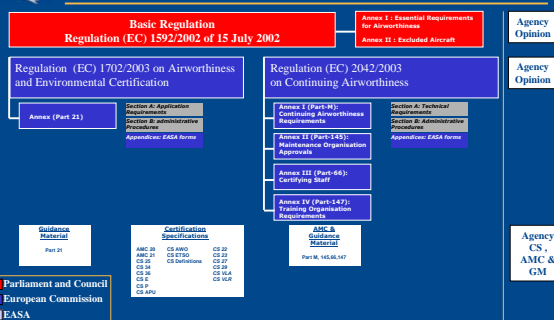 Basic Regulation
Regulation (EC) 1592/2002 of 15 July 2002
Annex I : Essential Requirements
for Airworthiness
Annex II : Excluded Aircraft
Agency
Opinion
Regulation (EC) 1702/2003 on Airworthiness
and Environmental Certification
Regulation (EC) 2042/2003
on Continuing Airworthiness
Agency
Opinion
Annex (Part 21)
Section A: Application
Requirements
Section B: administrative
Procedures
Appendices: EASA forms
Annex I (Part-M):
Continuing Airworthiness
Requirements
Annex II (Part-145):
Maintenance Organisation
Approvals
Annex III (Part-66):
Certifying Staff
Annex IV (Part-147):
Training Organisation
Requirements
Section A: Technical
Requirements
Section B: administrative
Procedures
Appendices: EASA forms
Guidance
Material
Part 21
Certification
Specifications
AMC 20 CS AWO CS 22
AMC 21 CS ETSO CS 23
CS 25 CS Definitions CS 27
CS 34 CS 29
CS 36 CS VLA
CS E CS VLR
CS P
CS APU
AMC &
Guidance
Material
Part M, 145,66,147
Agency
CS ,
AMC &
GM
Parliament and Council
European Commission
EASA